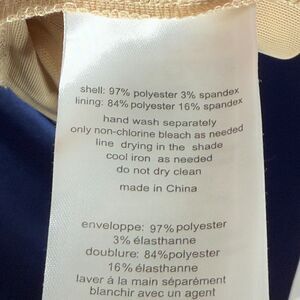 shell: 97% polyester 3% spandex
lining: 84% polyester 16% spandex
hand wash separately
only non-chlorine bleach as needed
line drying in the shade
cool iron as needed
do not dry clean
made in China
enveloppe: 97% polyester
3% élasthanne
doublure: 84%polyester
16% élasthanne
laver à la main séparément
blanchir avec un agent